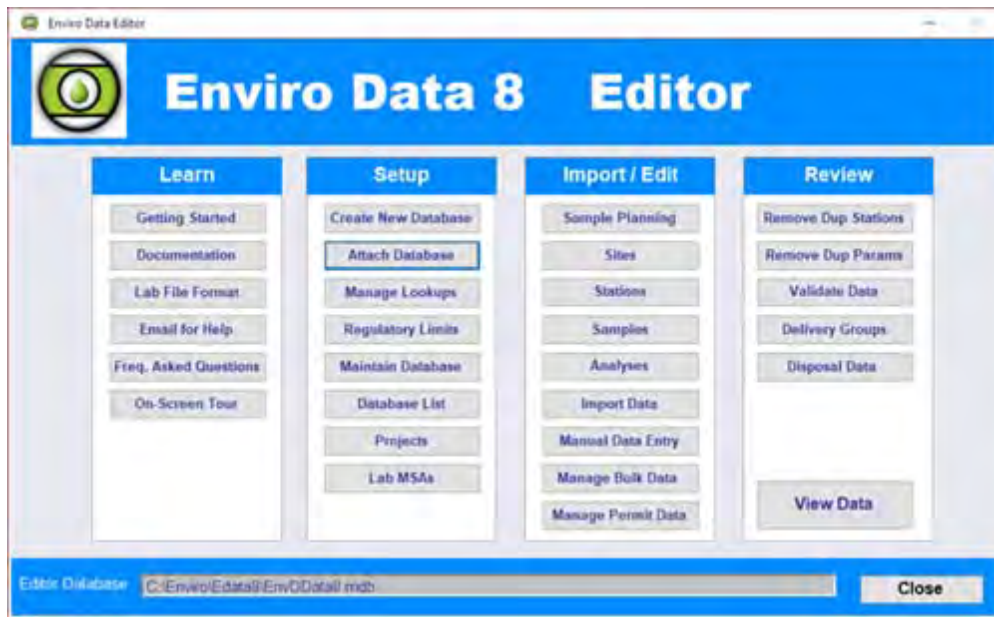 Enviro Data Editor
Enviro Data 8 Editor
Learn
Getting Started
Documentation
Lab File Format
Email for Help
Freq. Asked Questions
On-Screen Tour
Setup
Create New Database
Attach Database
Manage Lookups
Regulatory Limits
Maintain Database
Database List
Projects
Lab MSAs
Import / Edit
Sample Planning
Sites
Stations
Samples
Analyses
Import Data
Manual Data Entry
Manage Bulk Data
Manage Permit Data
Review
Remove Dup Stations
Remove Dup Params
Validate Data
Delivery Groups
Disposal Data
View Data
Editor Database
Close